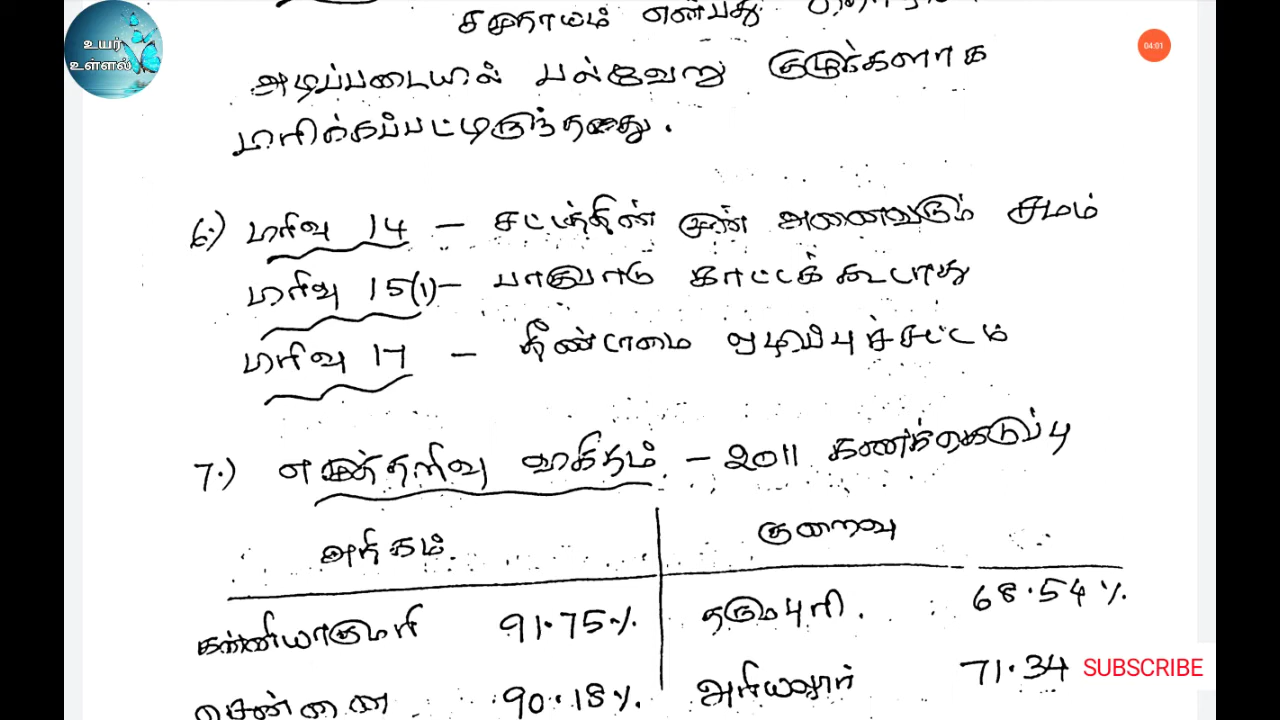 உயர்
உள்ளல்
04:01
சமுதாயம் என்பது
அடிப்படையில் பல்வேறு குழுக்களாக
பிரிக்கப்பட்டிருந்தது.
6.) பிரிவு 14 – சட்டத்தின் முன் அனைவரும் சமம்
பிரிவு 15(1) – பாகுபாடு காட்டக் கூடாது
பிரிவு 17 – தீண்டாமை ஒழிப்புச்சட்டம்
7.) எழுத்தறிவு விகிதம் – 2011 கணக்கெடுப்பு
அதிகம். குறைவு
கன்னியாகுமரி 91.75% தருமபுரி. : 68.54%.
சென்னை 90.18%. அரியலூர் 71.34
SUBSCRIBE